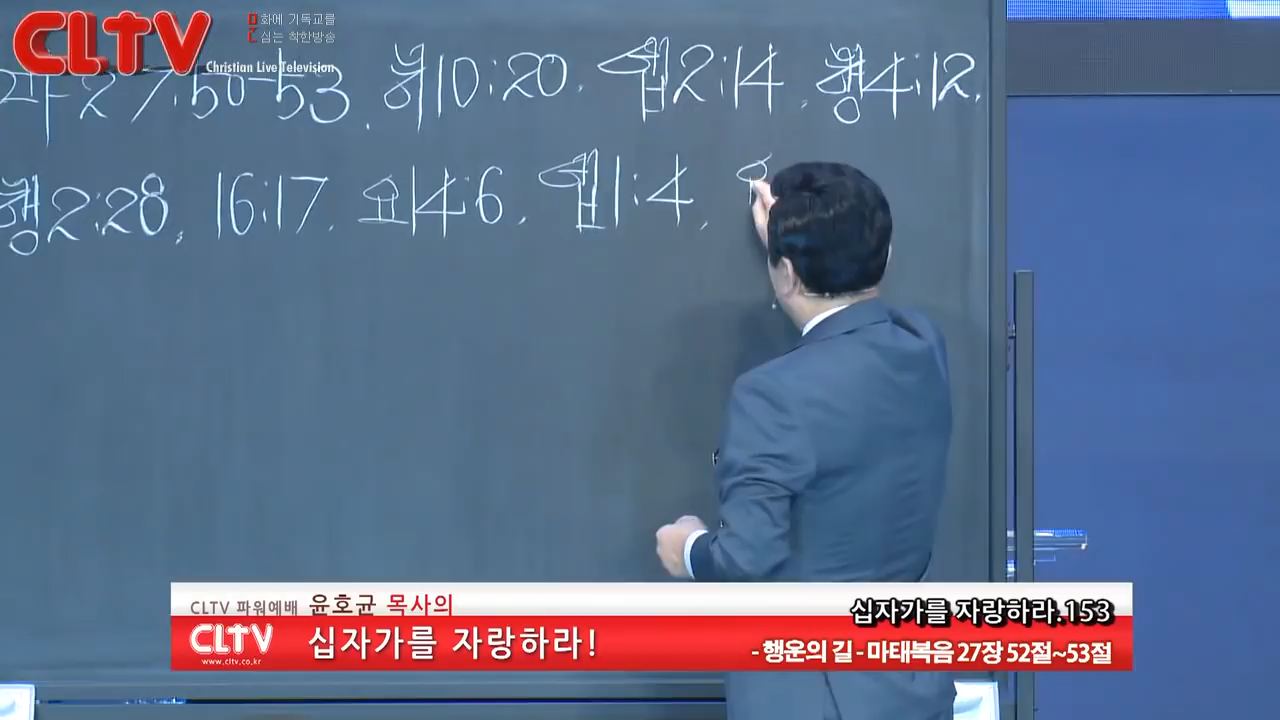 CLTV
화에 기독교를
심는 착한방송
Christian Live Television
마27:50-53. 히10:20. 엡2:14. 행4:12.
행2:28, 16:17. 요14:6. 엡1:4,
CLTV 파워예배 윤호균 목사의
십자가를 자랑하라.153
CLTV
www.cltv.co.kr
십자가를 자랑하라!
- 행운의 길 - 마태복음 27장 52절~53절